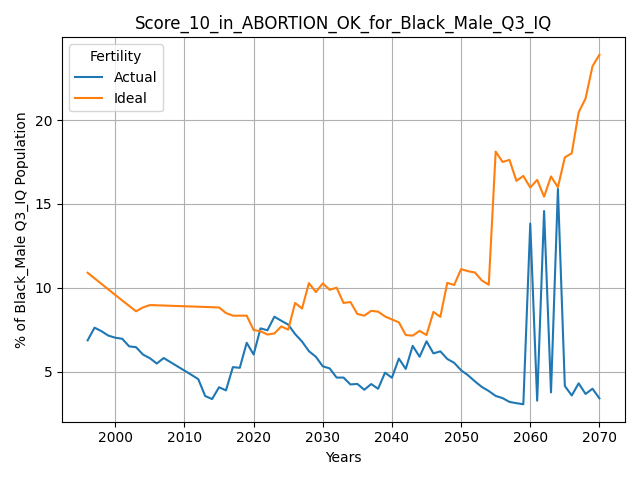 Score_10_in_ABORTION_OK_for_Black_Male_Q3_IQ
Fertility
Actual
Ideal
% of Black_Male Q3_IQ Population
20
15
10
5
2000 2010 2020 2030 2040 2050 2060 2070
Years